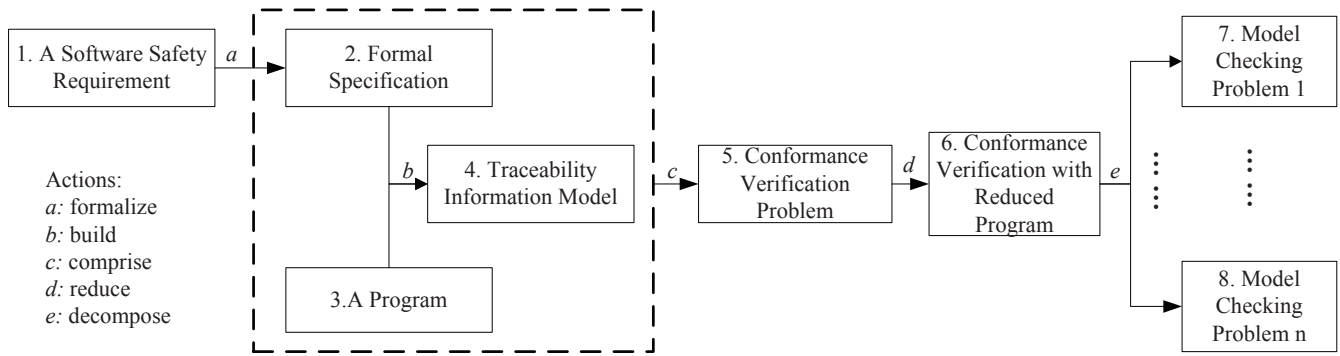 1. A Software Safety
Requirement
a
2. Formal
Specification
b
4. Traceability
Information Model
3.A Program
c
5. Conformance
Verification
Problem
d
6. Conformance
Verification with
Reduced
Program
e
7. Model
Checking
Problem 1
8. Model
Checking
Problem n
Actions:
a: formalize
b: build
c: comprise
d: reduce
e: decompose